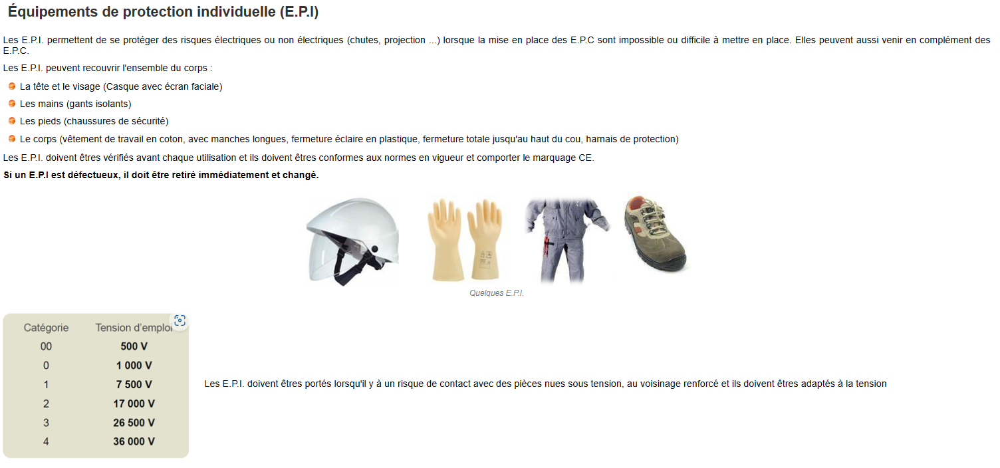 Équipements de protection individuelle (E.P.I)
Les E.P.I. permettent de se protéger des risques électriques ou non électriques (chutes, projection ...) lorsque la mise en place des E.P.C sont impossible ou difficile à mettre en place. Elles peuvent aussi venir en complément des
E.P.C.
Les E.P.I. peuvent recouvrir l'ensemble du corps :
La tête et le visage (Casque avec écran faciale)
Les mains (gants isolants)
Les pieds (chaussures de sécurité)
Le corps (vêtement de travail en coton, avec manches longues, fermeture éclaire en plastique, fermeture totale jusqu'au haut du cou, harnais de protection)
Les E.P.I. doivent êtres vérifiés avant chaque utilisation et ils doivent êtres conformes aux normes en vigueur et comporter le marquage CE.
Si un E.P.I est défectueux, il doit être retiré immédiatement et changé.
Quelques E.P.I.
Catégorie Tension d'emploi
00 500 V
0 1 000 V
1 7 500 V
2 17 000 V
3 26 500 V
4 36 000 V
Les E.P.I. doivent êtres portés lorsqu'il y à un risque de contact avec des pièces nues sous tension, au voisinage renforcé et ils doivent êtres adaptés à la tension